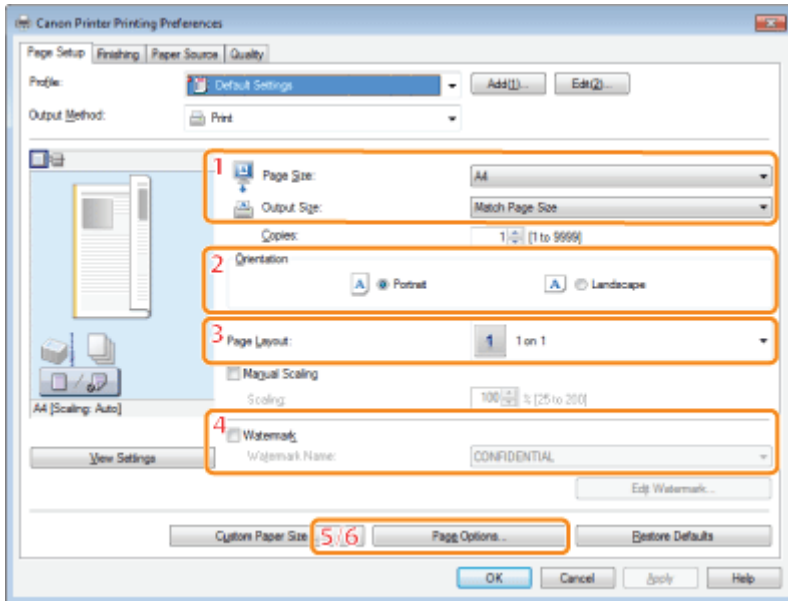 Canon Printer Printing Preferences
Page Setup Finishing Paper Source Quality
Profile: Default Settings Add(1)... Edit(2)...
Output Method: Print
1 Page Size: A4
Output Size: Match Page Size
Copies: 1 [1 to 9999]
2 Orientation
A Portrait A Landscape
3 Page Layout: 1 1 on 1
Manual Scaling
Scaling: 100 % [25 to 200]
A4 [Scaling: Auto]
4 Watermark
View Settings Watermark Name: CONFIDENTIAL
Edit Watermark...
Custom Paper Size 5/6 Page Options... Restore Defaults
OK Cancel Apply Help